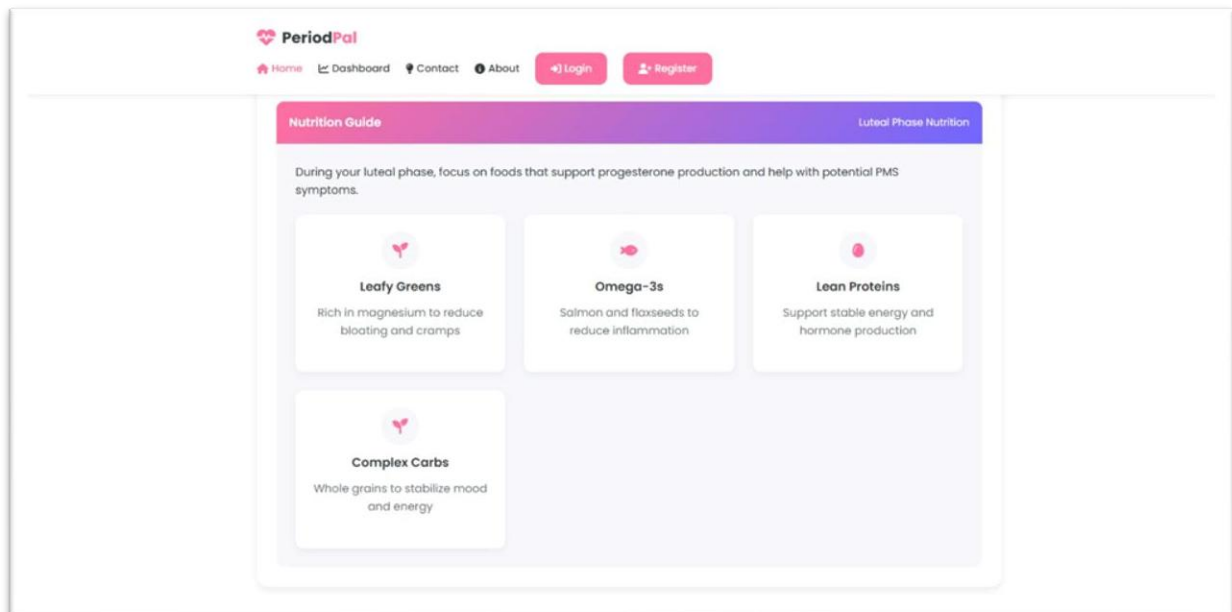 PeriodPal
Home Dashboard Contact About Login Register
Nutrition Guide Luteal Phase Nutrition
During your luteal phase, focus on foods that support progesterone production and help with potential PMS
symptoms.
Leafy Greens
Rich in magnesium to reduce
bloating and cramps
Omega-3s
Salmon and flaxseeds to
reduce inflammation
Lean Proteins
Support stable energy and
hormone production
Complex Carbs
Whole grains to stabilize mood
and energy